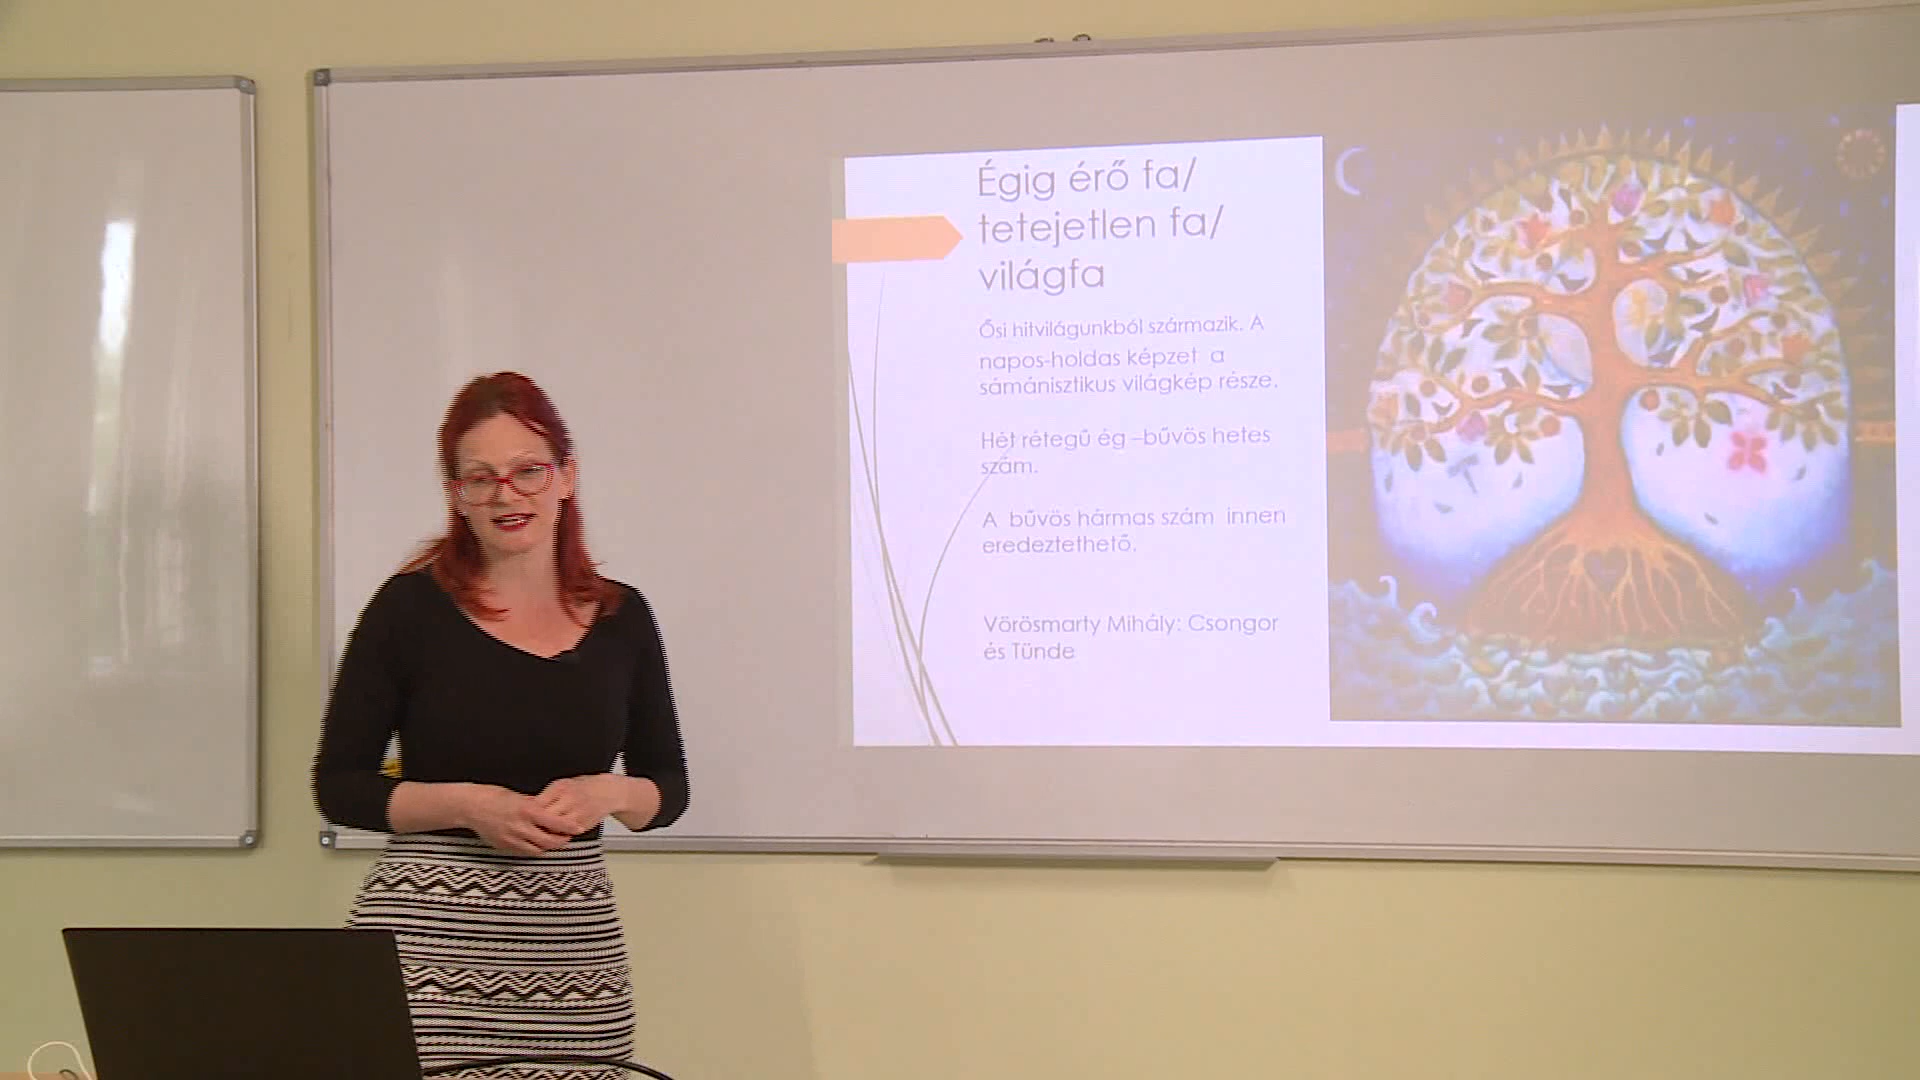 Égig érő fa/
tetejetlen fa/
világfa
Ősi hitvilágunkból származik. A
napos-holdas képzet a
sámánisztikus világkép része.
Hét rétegű ég –bűvös hetes
szám.
A bűvös hármas szám innen
eredeztethető.
Vörösmarty Mihály: Csongor
és Tünde